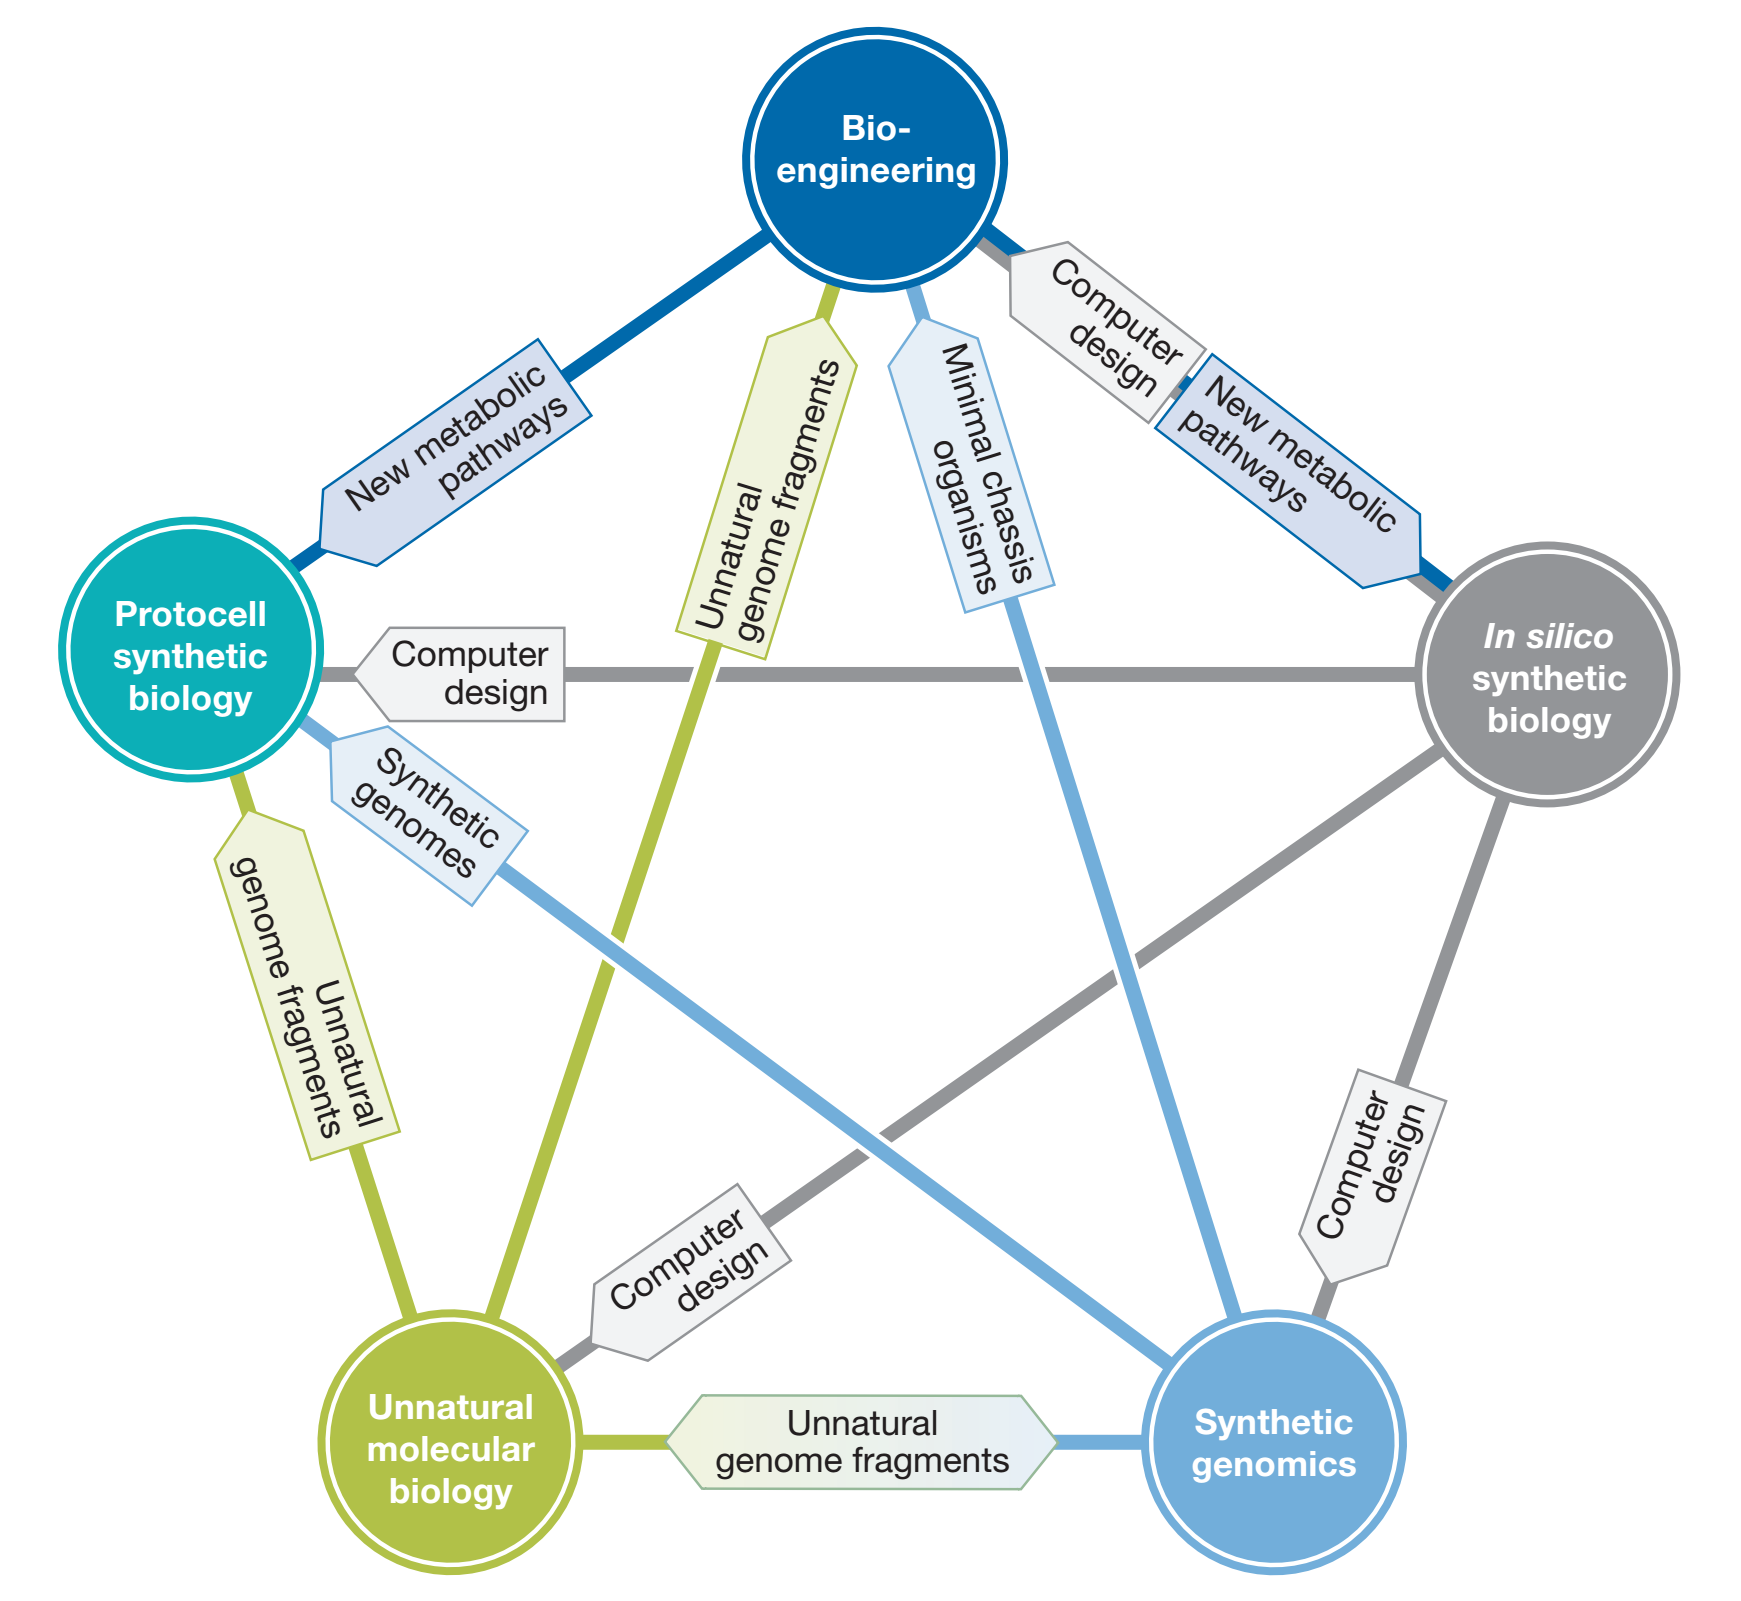 Bio-
engineering
Computer
design
New metabolic
pathways
New metabolic
pathways
Unnatural
genome fragments
Minimal chassis
organisms
Protocell
synthetic
biology
Computer
design
In silico
synthetic
biology
Synthetic
genomes
Unnatural
genome fragments
Computer
design
Computer
design
Unnatural
molecular
biology
Unnatural
genome fragments
Synthetic
genomics